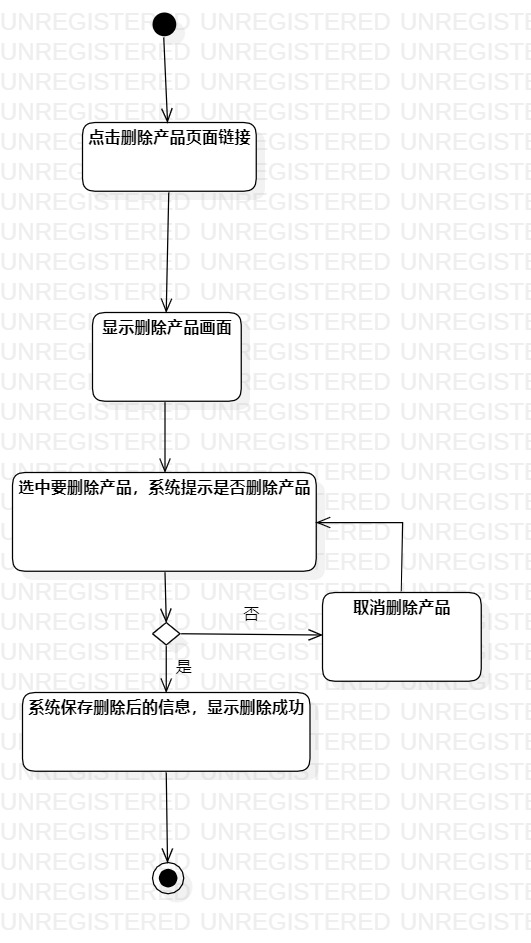 点击删除产品页面链接
显示删除产品画面
选中要删除产品，系统提示是否删除产品
否
取消删除产品
是
系统保存删除后的信息，显示删除成功
UNREGISTERED